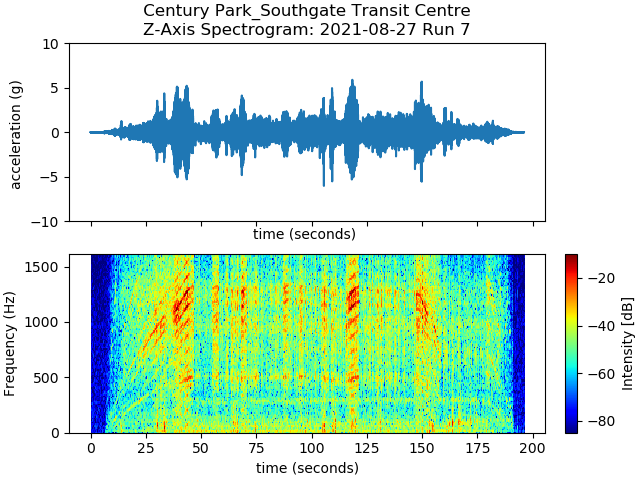 Century Park_Southgate Transit Centre
Z-Axis Spectrogram: 2021-08-27 Run 7
10
5
0
−5
−10
acceleration (g)
time (seconds)
1500
1000
500
0
Frequency (Hz)
0 25 50 75 100 125 150 175 200
time (seconds)
−20
−40
−60
−80
Intensity [dB]